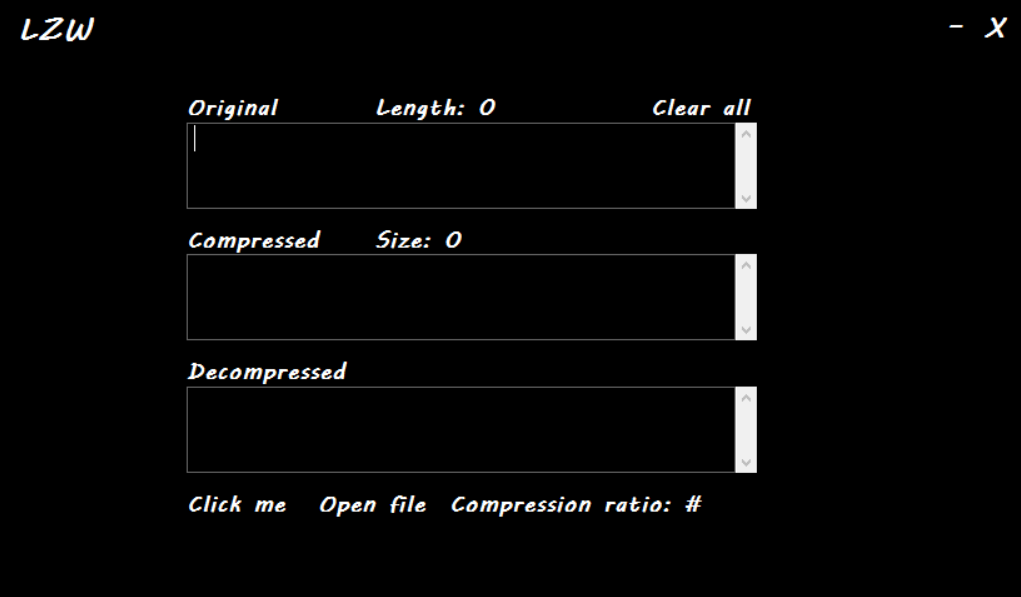 LZW - X
Original Length: 0 Clear all
Compressed Size: 0
Decompressed
Click me Open file Compression ratio: #